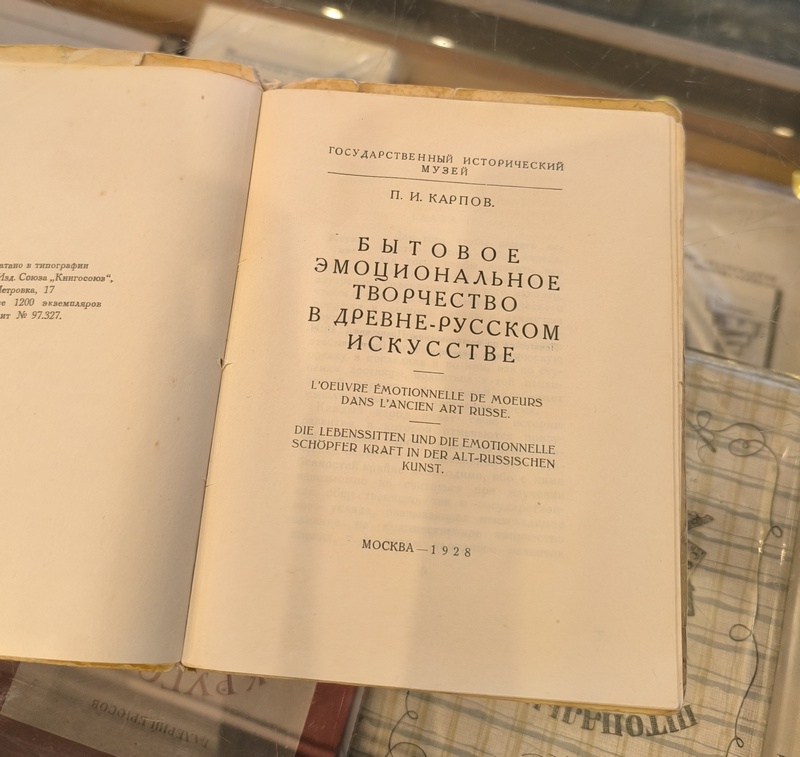 в типографии
Изд. Союза „Книгосоюз",
Петровка, 17
1200 экземпляров
№ 97.327.
ГОСУДАРСТВЕННЫЙ ИСТОРИЧЕСКИЙ
МУЗЕЙ
П. И. КАРПОВ.
БЫТОВОЕ
ЭМОЦИОНАЛЬНОЕ
ТВОРЧЕСТВО
В ДРЕВНЕ-РУССКОМ
ИСКУССТВЕ
L'OEUVRE ÉMOTIONNELLE DE MOEURS
DANS L'ANCIEN ART RUSSE.
DIE LEBENSSITTEN UND DIE EMOTIONNELLE
SCHÖPFER KRAFT IN DER ALT-RUSSISCHEN
KUNST.
МОСКВА—1928
ВАЛЕРИЙ БРЮСОВ